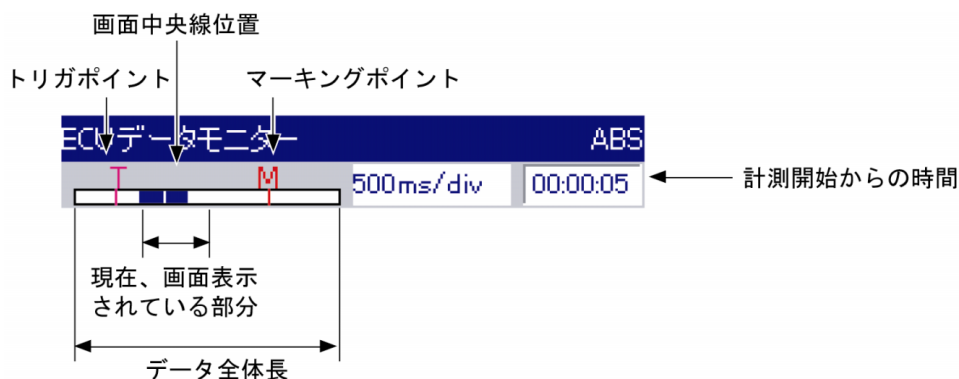 画面中央線位置
トリガポイント
マーキングポイント
ECUデータモニター
ABS
T
M
500ms/div
00:00:05
計測開始からの時間
現在、画面表示
されている部分
データ全体長